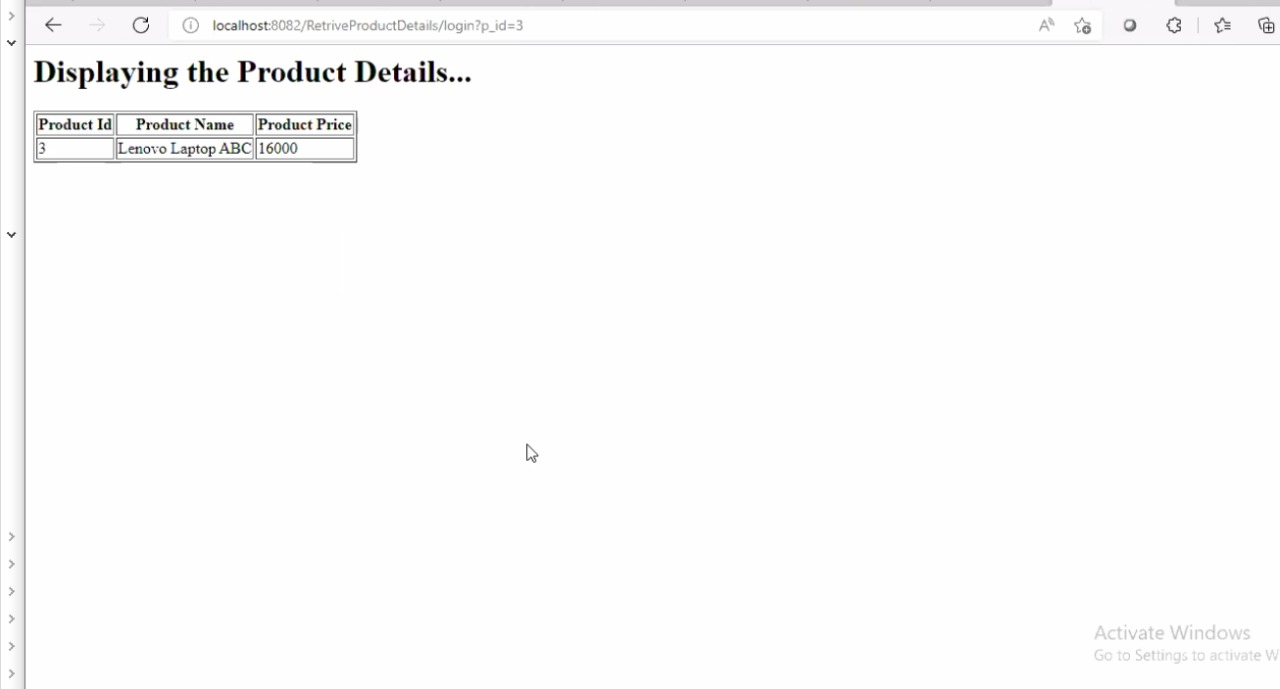 localhost:8082/RetriveProductDetails/login?p_id=3
Displaying the Product Details...
Product Id Product Name Product Price
3 Lenovo Laptop ABC 16000
Activate Windows
Go to Settings to activate W